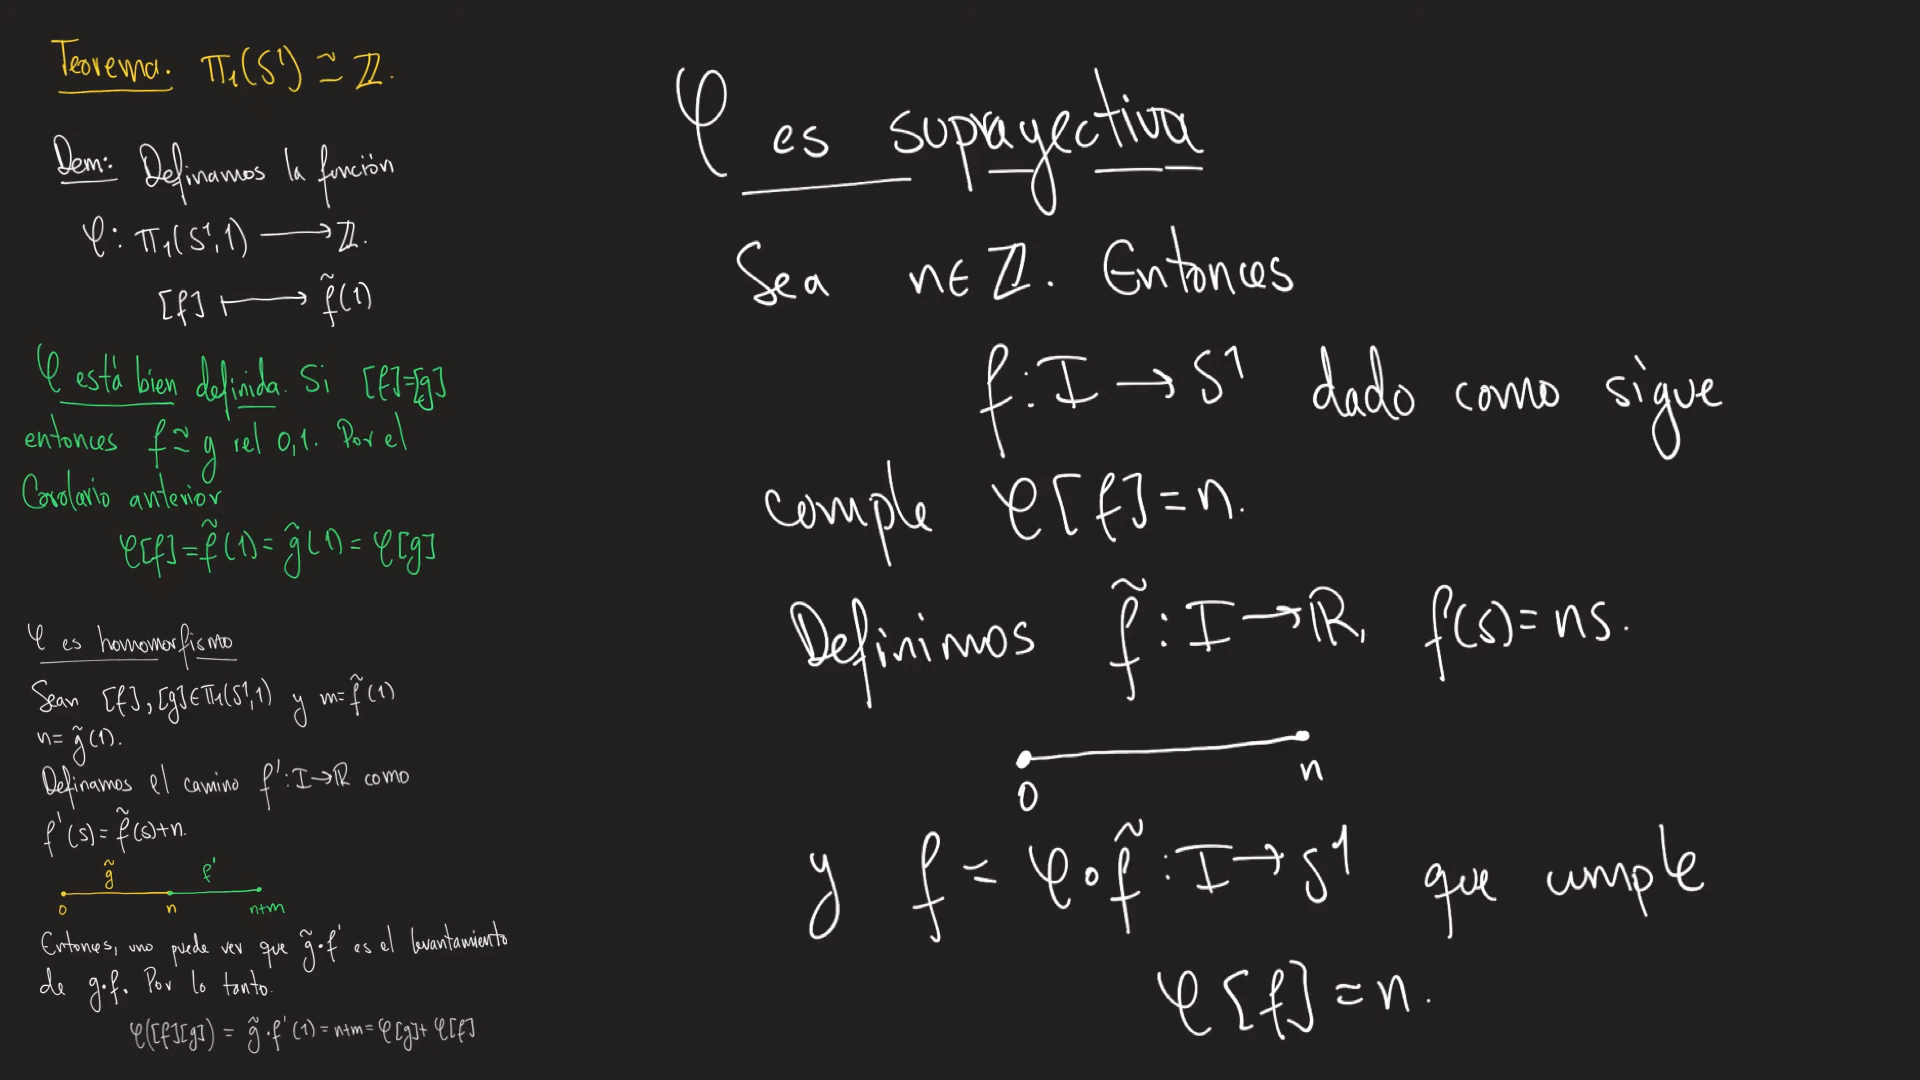 Teorema. π₁(S¹) ≃ ℤ.
Dem: Definamos la función
φ: π₁(S¹,1) ⟶ ℤ.
[f] ⟼ f̃(1)
φ está bien definida. Si [f]=[g]
entonces f ≃ g rel 0,1. Por el
Corolario anterior
φ[f] = f̃(1) = g̃(1) = φ[g]
φ es homomorfismo
Sean [f],[g]∈π₁(S¹,1) y m=f̃(1)
n= g̃(1).
Definamos el camino f':I→ℝ como
f'(s)= f̃(s)+n.
g̃ f'
0 n n+m
Entonces, uno puede ver que g̃·f' es el levantamiento
de g·f. Por lo tanto.
φ([f][g]) = g̃·f'(1) = n+m = φ[g]+ φ[f]
φ es suprayectiva
Sea n∈ ℤ. Entonces
f: I → S¹ dado como sigue
comple φ[f]=n.
Definimos f̃: I→ℝ, f(s)= ns.
0 n
y f = φ∘f̃ : I→S¹ que cumple
φ[f] = n.